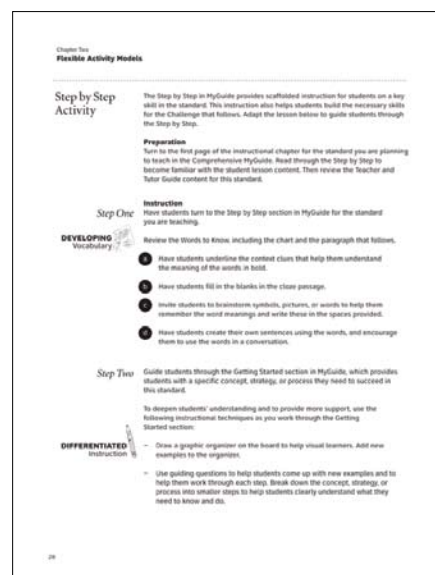 Chapter Two
Flexible Activity Models
Step by Step
Activity
The Step by Step in MyGuide provides scaffolded instruction for students on a key
skill in the standard. This instruction also helps students build the necessary skills
for the Challenge that follows. Adapt the lesson below to guide students through
the Step by Step.
Preparation
Turn to the first page of the instructional chapter for the standard you are planning
to teach in the Comprehensive MyGuide. Read through the Step by Step to
become familiar with the student lesson content. Then review the Teacher and
Tutor Guide content for this standard.
Instruction
Step One
Have students turn to the Step by Step section in MyGuide for the standard
you are teaching.
DEVELOPING
Vocabulary
Review the Words to Know, including the chart and the paragraph that follows.
a Have students underline the context clues that help them understand
the meaning of the words in bold.
b Have students fill in the blanks in the cloze passage.
c Invite students to brainstorm symbols, pictures, or words to help them
remember the word meanings and write these in the spaces provided.
d Have students create their own sentences using the words, and encourage
them to use the words in a conversation.
Step Two
Guide students through the Getting Started section in MyGuide, which provides
students with a specific concept, strategy, or process they need to succeed in
this standard.
To deepen students' understanding and to provide more support, use the
following instructional techniques as you work through the Getting
Started section:
DIFFERENTIATED
Instruction
– Draw a graphic organizer on the board to help visual learners. Add new
examples to the organizer.
– Use guiding questions to help students come up with new examples and to
help them work through each step. Break down the concept, strategy, or
process into smaller steps to help students clearly understand what they
need to know and do.